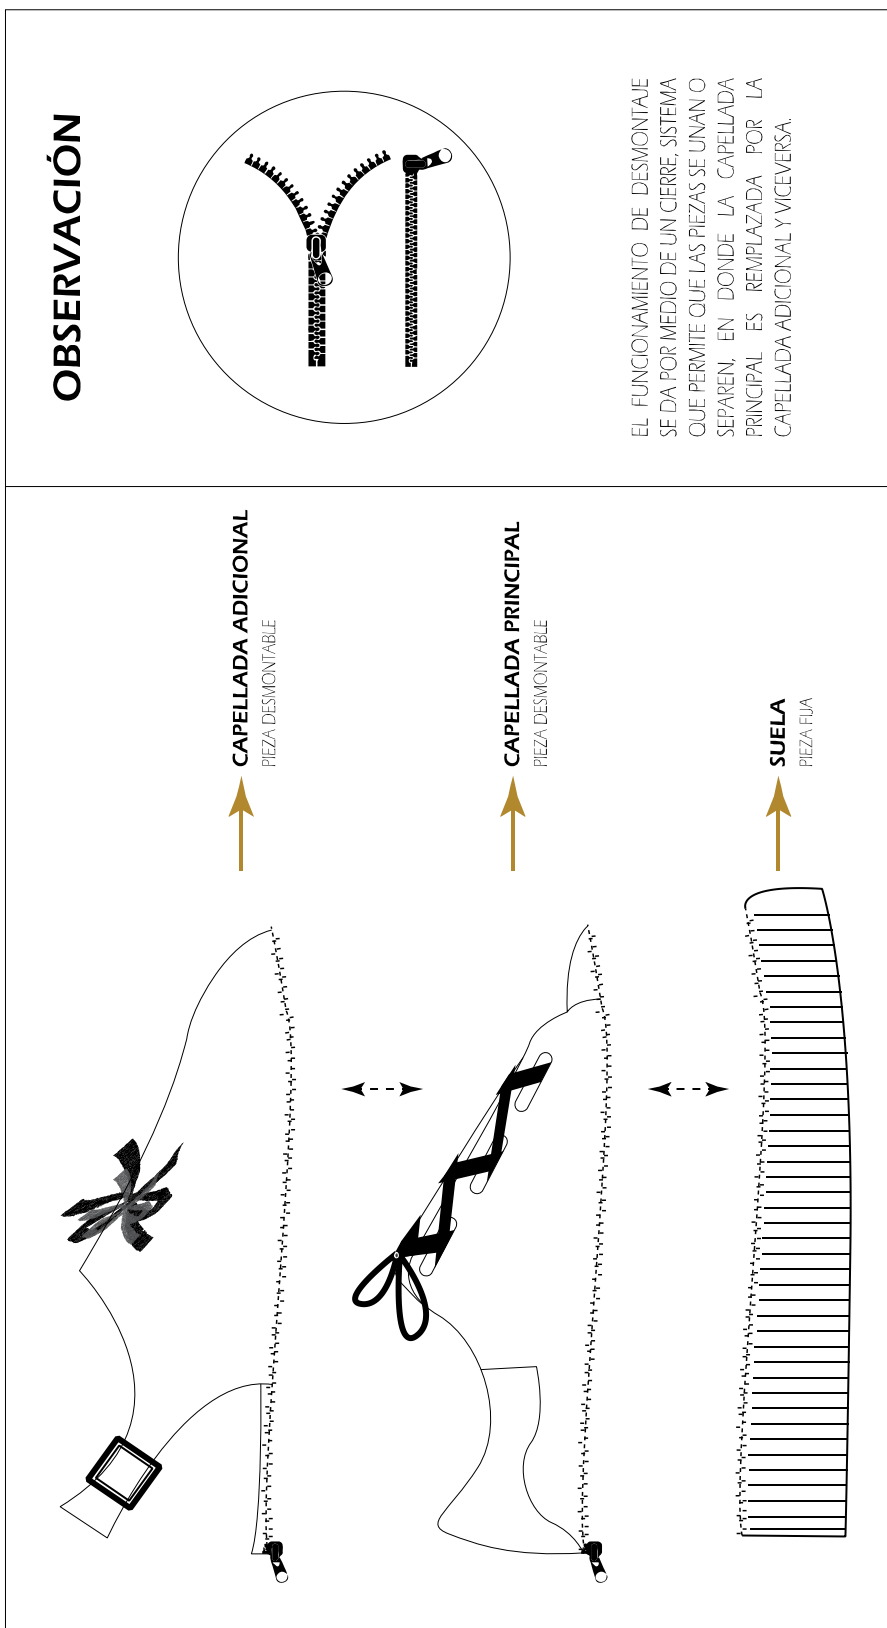 OBSERVACIÓN
EL FUNCIONAMIENTO DE DESMONTAJE
SE DA POR MEDIO DE UN CIERRE, SISTEMA
QUE PERMITE QUE LAS PIEZAS SE UNAN O
SEPAREN, EN DONDE LA CAPELLADA
PRINCIPAL ES REMPLAZADA POR LA
CAPELLADA ADICIONAL Y VICEVERSA.
CAPELLADA ADICIONAL
PIEZA DESMONTABLE
CAPELLADA PRINCIPAL
PIEZA DESMONTABLE
SUELA
PIEZA FIJA